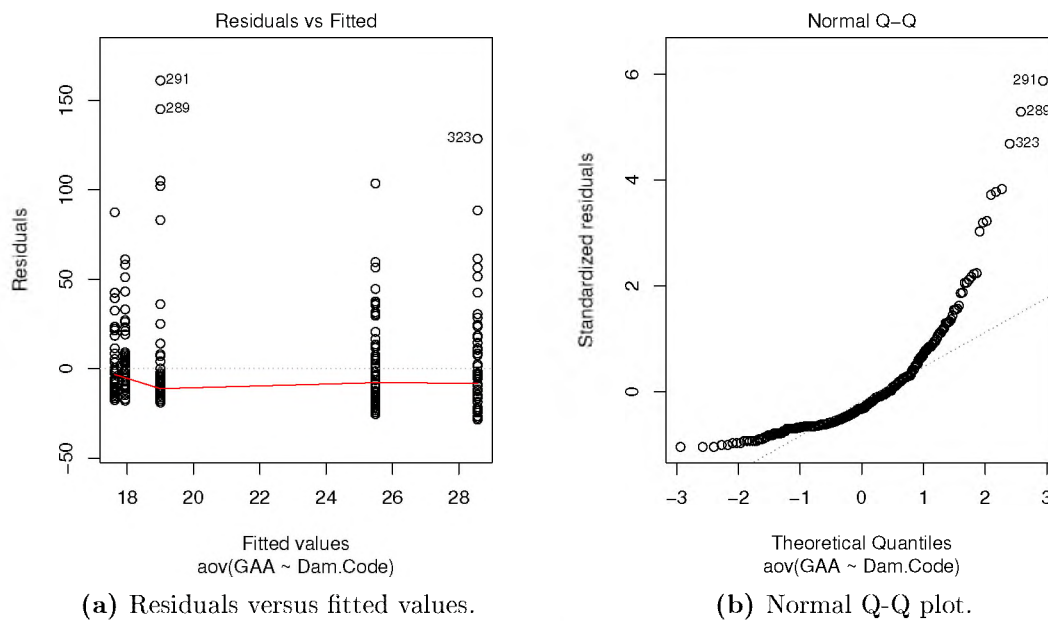 Residuals vs Fitted
Residuals
150
100
50
0
−50
291
289
323
18
20
22
24
26
28
Fitted values
aov(GAA ~ Dam.Code)
(a) Residuals versus fitted values.
Normal Q−Q
Standardized residuals
6
4
2
0
291
289
323
−3
−2
−1
0
1
2
3
Theoretical Quantiles
aov(GAA ~ Dam.Code)
(b) Normal Q-Q plot.